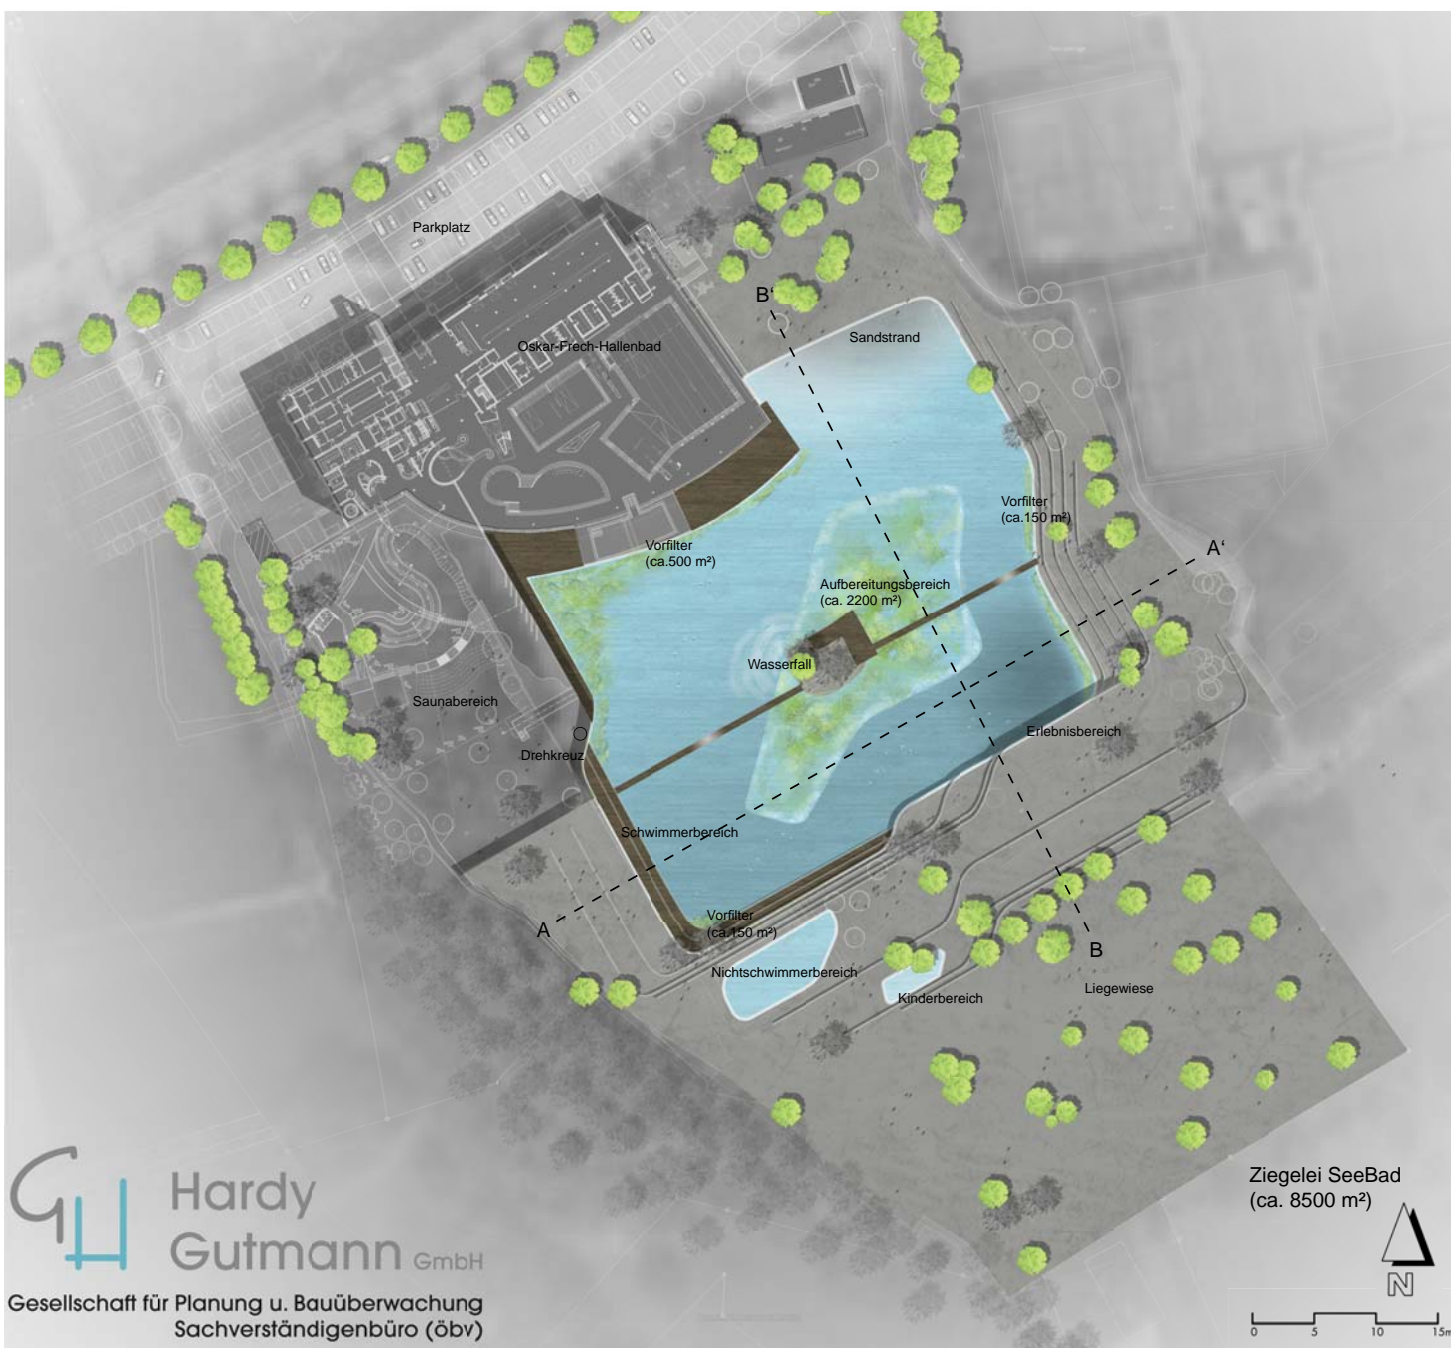 Parkplatz
B'
Sandstrand
Oskar-Frech-Hallenbad
Vorfilter
(ca.150 m²)
A'
Vorfilter
(ca.500 m²)
Aufbereitungsbereich
(ca. 2200 m²)
Wasserfall
Saunabereich
Erlebnisbereich
Drehkreuz
Schwimmerbereich
A
Vorfilter
(ca.150 m²)
B
Nichtschwimmerbereich
Kinderbereich
Liegewiese
GH
Hardy
Gutmann GmbH
Gesellschaft für Planung u. Bauüberwachung
Sachverständigenbüro (öbv)
Ziegelei SeeBad
(ca. 8500 m²)
N
0 5 10 15m